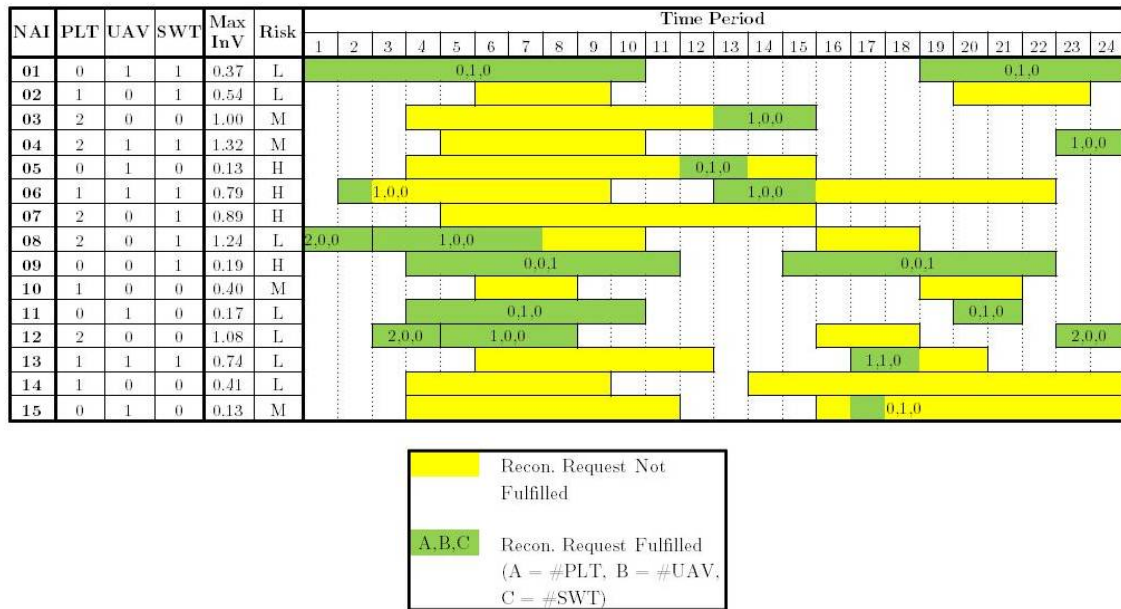 Time Period
NAI PLT UAV SWT Max InV Risk 1 2 3 4 5 6 7 8 9 10 11 12 13 14 15 16 17 18 19 20 21 22 23 24
01 0 1 1 0.37 L 0,1,0 0,1,0
02 1 0 1 0.54 L
03 2 0 0 1.00 M 1,0,0
04 2 1 1 1.32 M 1,0,0
05 0 1 0 0.13 H 0,1,0
06 1 1 1 0.79 H 1,0,0 1,0,0
07 2 0 1 0.89 H
08 2 0 1 1.24 L 2,0,0 1,0,0
09 0 0 1 0.19 H 0,0,1 0,0,1
10 1 0 0 0.40 M
11 0 1 0 0.17 L 0,1,0 0,1,0
12 2 0 0 1.08 L 2,0,0 1,0,0 2,0,0
13 1 1 1 0.74 L 1,1,0
14 1 0 0 0.41 L
15 0 1 0 0.13 M 0,1,0
Recon. Request Not
Fulfilled
A,B,C Recon. Request Fulfilled
(A = #PLT, B = #UAV,
C = #SWT)